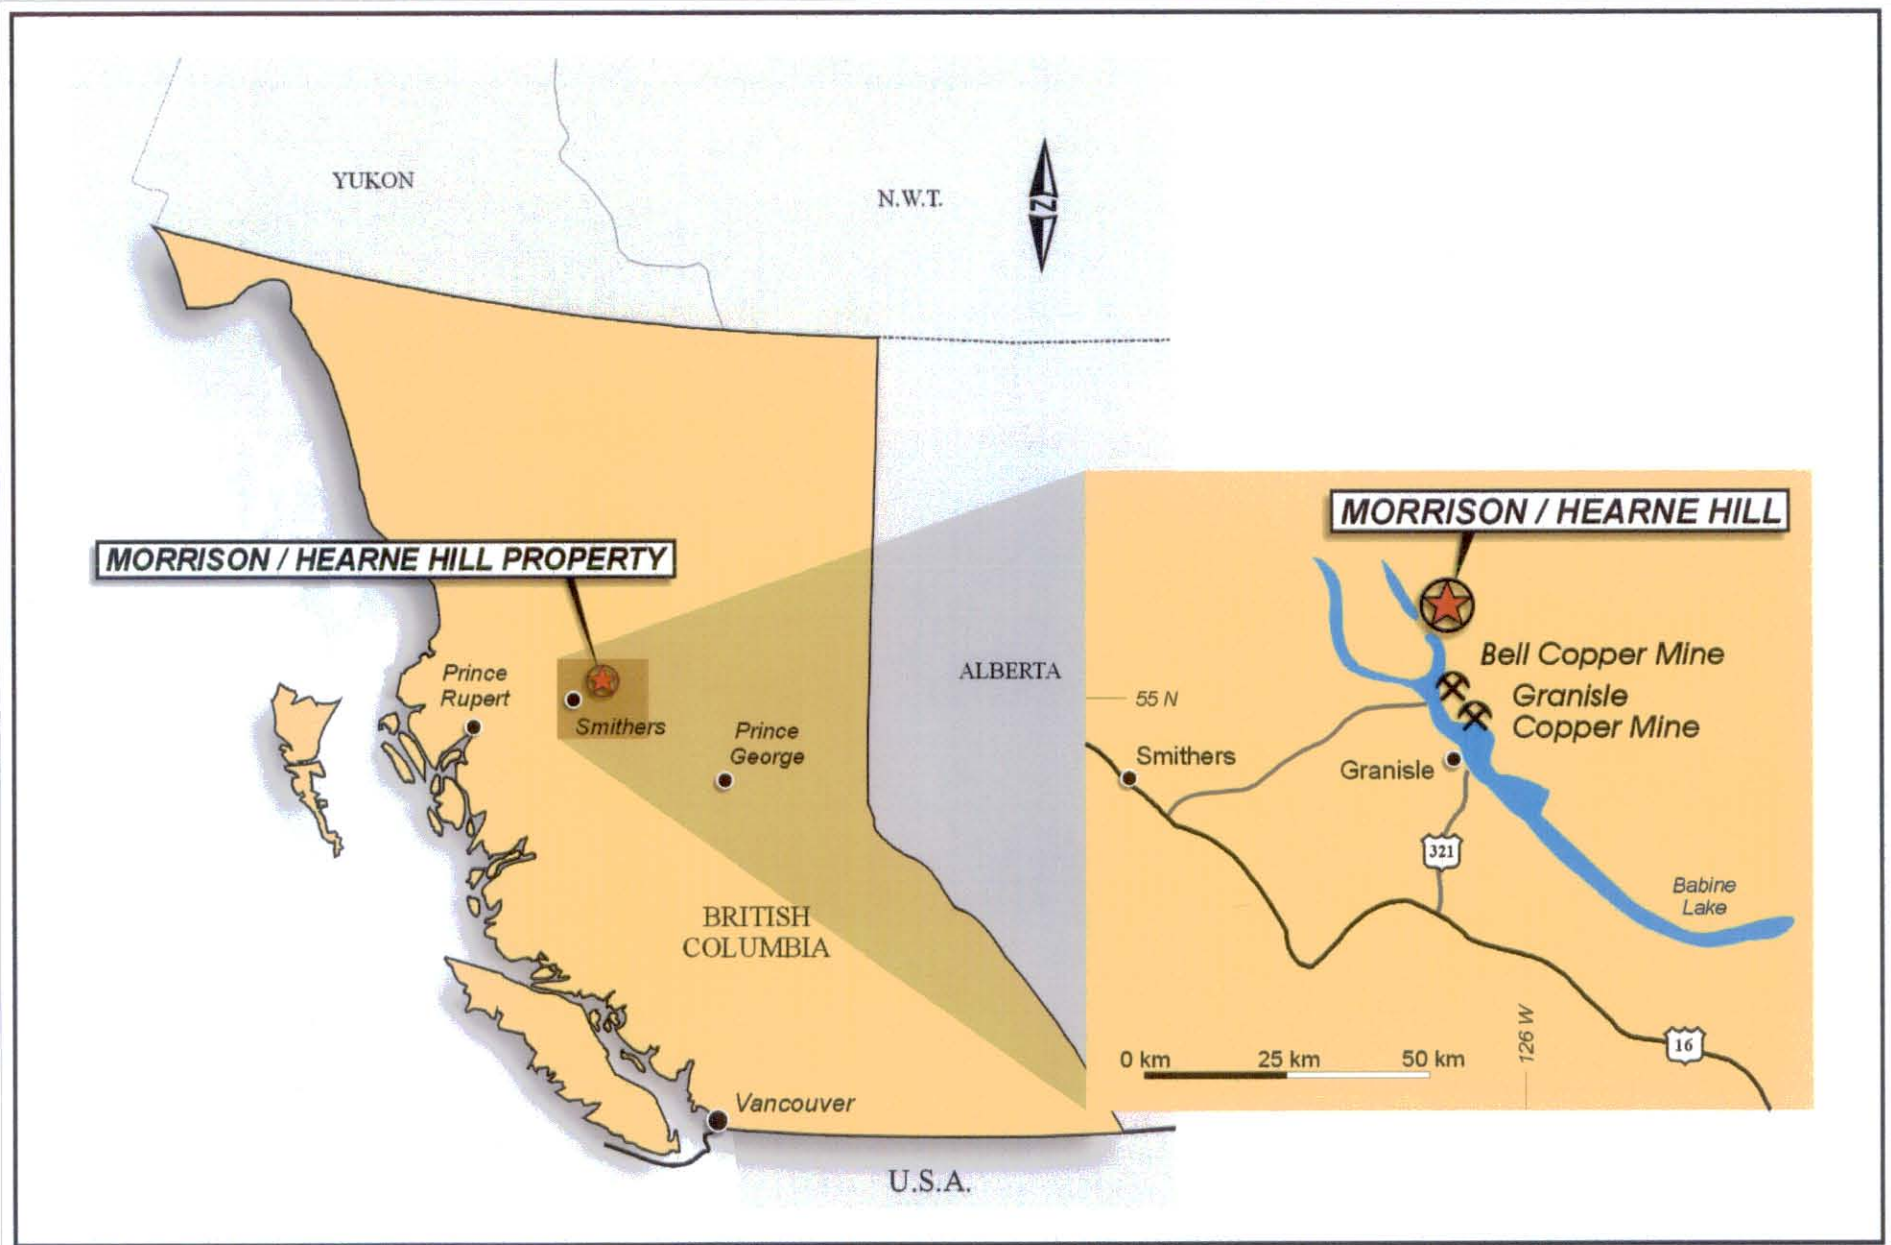 YUKON
N.W.T.
N
MORRISON / HEARNE HILL
MORRISON / HEARNE HILL PROPERTY
Bell Copper Mine
Granisle
Copper Mine
Prince
Rupert
Smithers
Prince
George
ALBERTA
55 N
Smithers
Granisle
321
Babine
Lake
BRITISH
COLUMBIA
126 W
16
0 km 25 km 50 km
Vancouver
U.S.A.